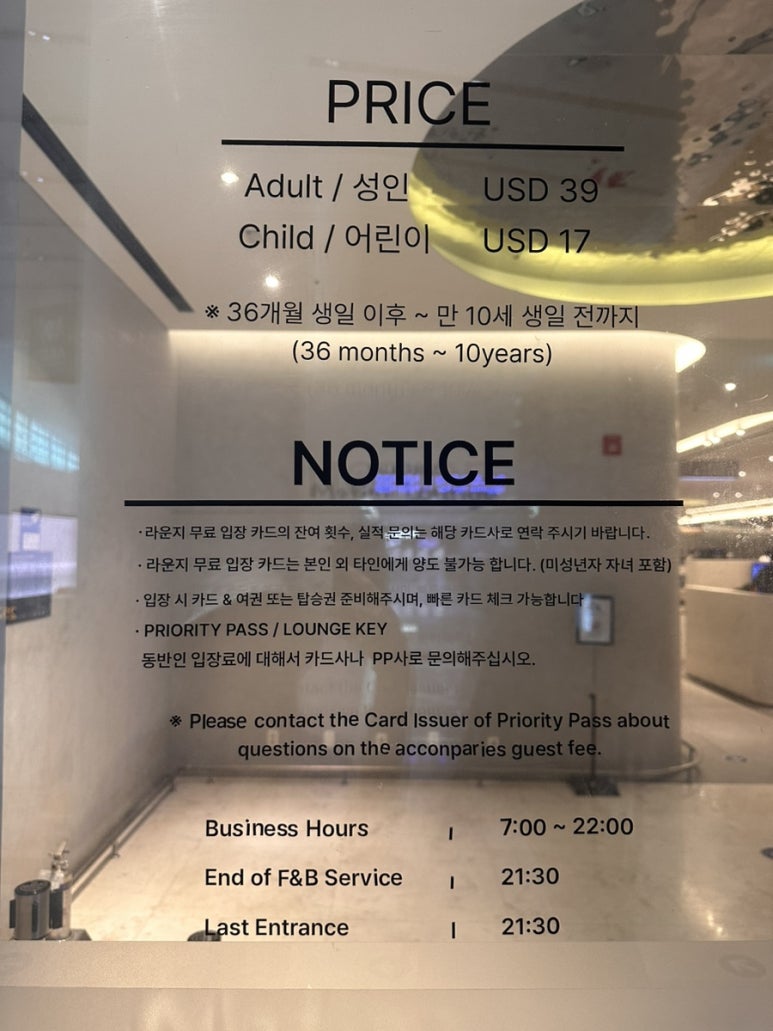 PRICE
Adult / 성인 USD 39
Child / 어린이 USD 17
※ 36개월 생일 이후 ~ 만 10세 생일 전까지
(36 months ~ 10years)
NOTICE
· 라운지 무료 입장 카드의 잔여 횟수, 실적 문의는 해당 카드사로 연락 주시기 바랍니다.
· 라운지 무료 입장 카드는 본인 외 타인에게 양도 불가능 합니다. (미성년자 자녀 포함)
· 입장 시 카드 & 여권 또는 탑승권 준비해주시며, 빠른 카드 체크 가능합니다
· PRIORITY PASS / LOUNGE KEY
동반인 입장료에 대해서 카드사나 PP사로 문의해주십시오.
※ Please contact the Card Issuer of Priority Pass about
questions on the acconparies guest fee.
Business Hours ı 7:00 ~ 22:00
End of F&B Service ı 21:30
Last Entrance ı 21:30